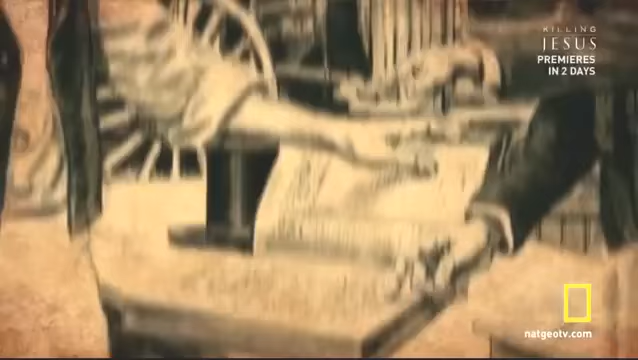 KILLING
JESUS
PREMIERES
IN 2 DAYS
natgeotv.com